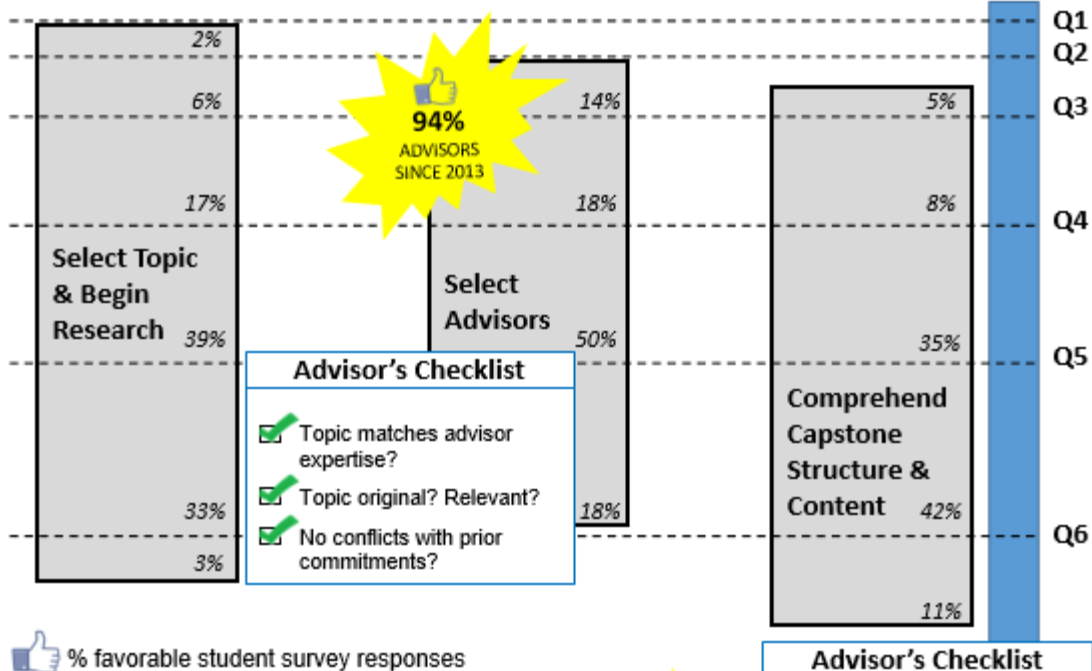 Q1
2%
Q2
6%
14%
5%
Q3
94%
ADVISORS
SINCE 2013
17%
18%
8%
Q4
Select Topic
& Begin
Research
39%
Select
Advisors
50%
35%
Q5
Advisor's Checklist
Topic matches advisor
expertise?
Topic original? Relevant?
No conflicts with prior
commitments?
Comprehend
Capstone
Structure &
Content
33%
18%
42%
Q6
3%
11%
% favorable student survey responses
Advisor's Checklist